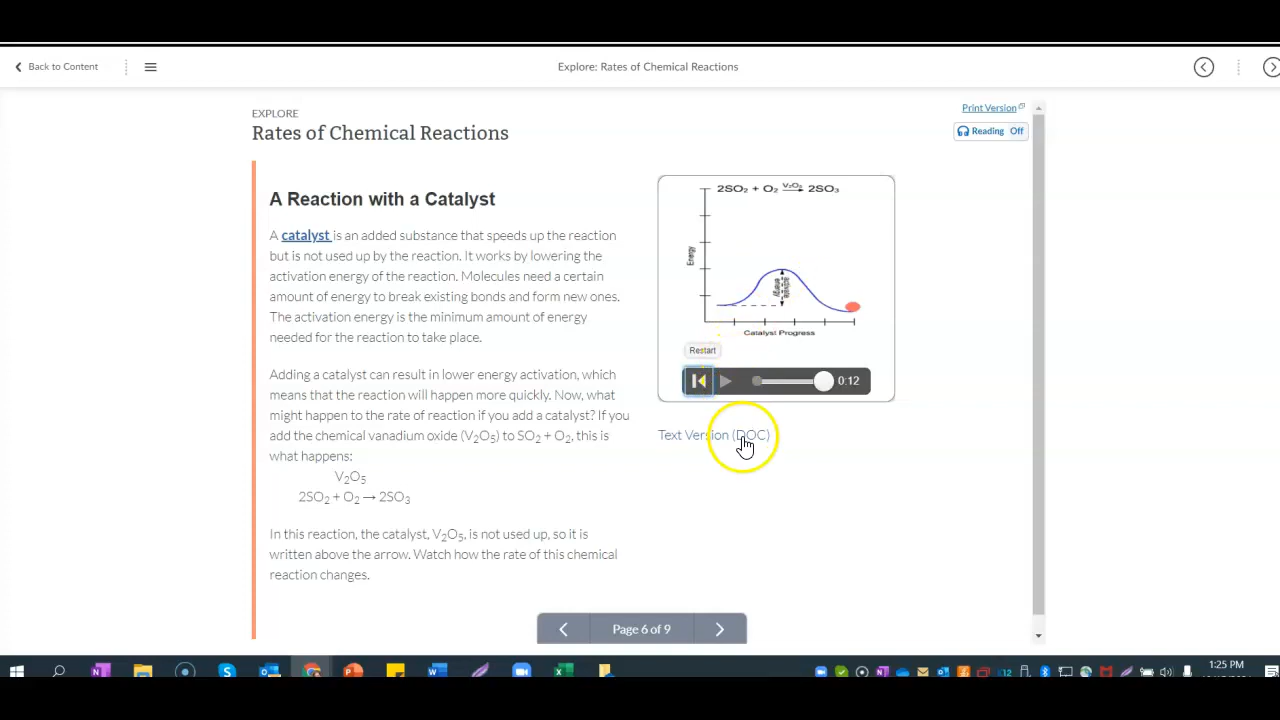 Back to Content
Explore: Rates of Chemical Reactions
EXPLORE
Rates of Chemical Reactions
Print Version
Reading Off
A Reaction with a Catalyst
A catalyst is an added substance that speeds up the reaction
but is not used up by the reaction. It works by lowering the
activation energy of the reaction. Molecules need a certain
amount of energy to break existing bonds and form new ones.
The activation energy is the minimum amount of energy
needed for the reaction to take place.
Adding a catalyst can result in lower energy activation, which
means that the reaction will happen more quickly. Now, what
might happen to the rate of reaction if you add a catalyst? If you
add the chemical vanadium oxide (V₂O₅) to SO₂ + O₂, this is
what happens:
V₂O₅
2SO₂ + O₂ → 2SO₃
In this reaction, the catalyst, V₂O₅, is not used up, so it is
written above the arrow. Watch how the rate of this chemical
reaction changes.
V₂O₅
2SO₂ + O₂ → 2SO₃
Energy
Catalyst Progress
Restart
0:12
Text Version (DOC)
Page 6 of 9
1:25 PM